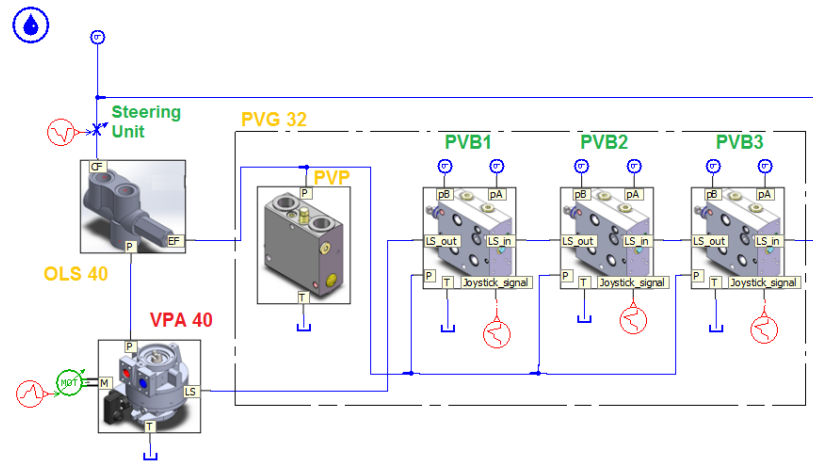 Steering
Unit
CF
P
EF
OLS 40
VPA 40
MOT
M
P
LS
T
PVG 32
PVP
P
T
PVB1
PVB2
PVB3
pB
pA
LS_out
LS_in
P
T
Joystick_signal
pB
pA
LS_out
LS_in
P
T
Joystick_signal
pB
pA
LS_out
LS_in
P
T
Joystick_signal